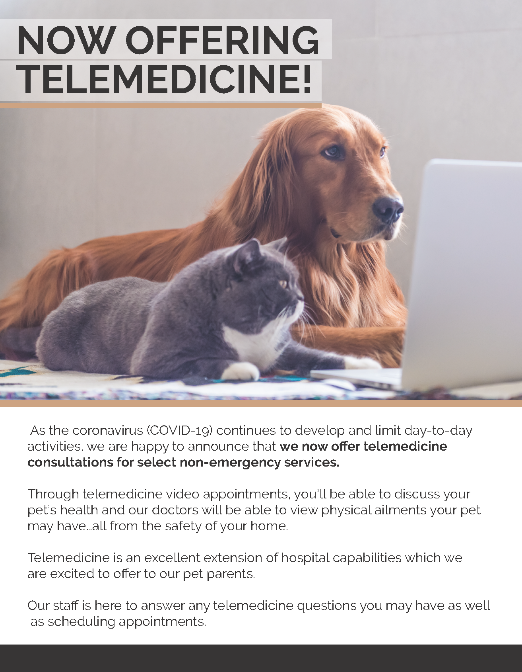 NOW OFFERING
TELEMEDICINE!
As the coronavirus (COVID-19) continues to develop and limit day-to-day
activities, we are happy to announce that we now offer telemedicine
consultations for select non-emergency services.
Through telemedicine video appointments, you'll be able to discuss your
pet's health and our doctors will be able to view physical ailments your pet
may have...all from the safety of your home.
Telemedicine is an excellent extension of hospital capabilities which we
are excited to offer to our pet parents.
Our staff is here to answer any telemedicine questions you may have as well
as scheduling appointments.